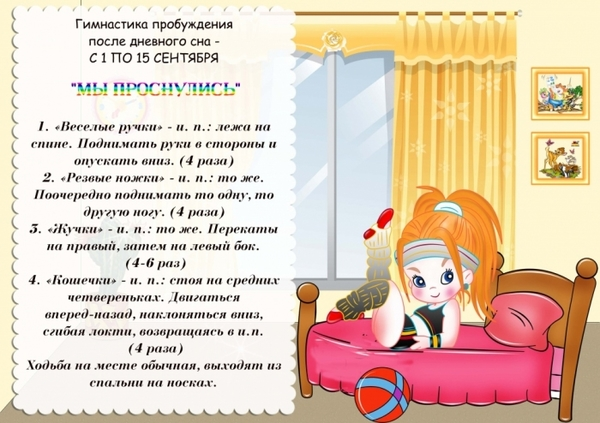 Гимнастика пробуждения
после дневного сна -
С 1 ПО 15 СЕНТЯБРЯ
"МЫ ПРОСНУЛИСЬ"
1. «Веселые ручки» - и. п.: лежа на
спине. Поднимать руки в стороны и
опускать вниз. (4 раза)
2. «Резвые ножки» - и. п.: то же.
Поочередно поднимать то одну, то
другую ногу. (4 раза)
3. «Жучки» - и. п.: то же. Перекаты
на правый, затем на левый бок.
(4-6 раз)
4. «Кошечки» - и. п.: стоя на средних
четвереньках. Двигаться
вперед-назад, наклоняться вниз,
сгибая локти, возвращаясь в и.п.
(4 раза)
Ходьба на месте обычная, выходят из
спальни на носках.